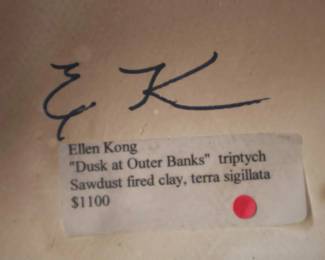 E K
Ellen Kong
"Dusk at Outer Banks" triptych
Sawdust fired clay, terra sigillata
$1100